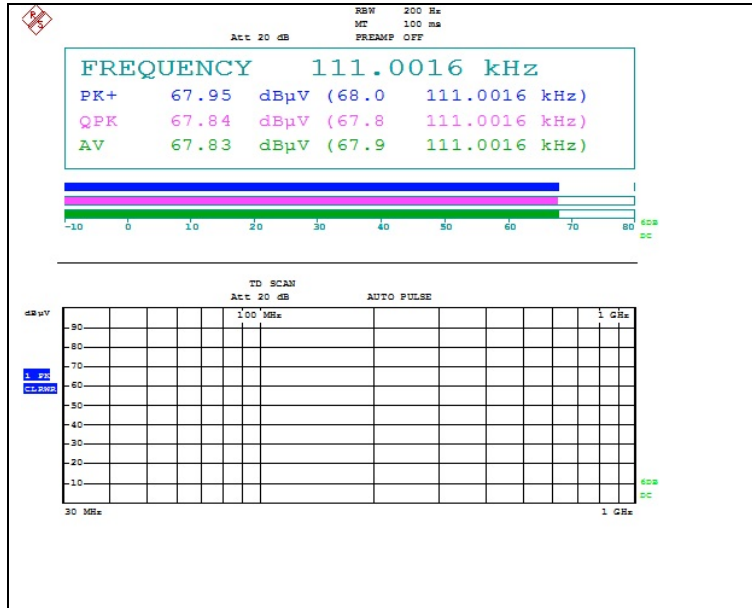 RBW 200 Hz
MT 100 ms
Att 20 dB PREAMP OFF
FREQUENCY 111.0016 kHz
PK+ 67.95 dBµV (68.0 111.0016 kHz)
QPK 67.84 dBµV (67.8 111.0016 kHz)
AV 67.83 dBµV (67.9 111.0016 kHz)
-10 0 10 20 30 40 50 60 70 80
6DB
DC
TD SCAN
Att 20 dB AUTO PULSE
dBµV
100 MHz 1 GHz
90
80
70
1 PK
CLRWR
60
50
40
30
20
10
6DB
DC
30 MHz 1 GHz